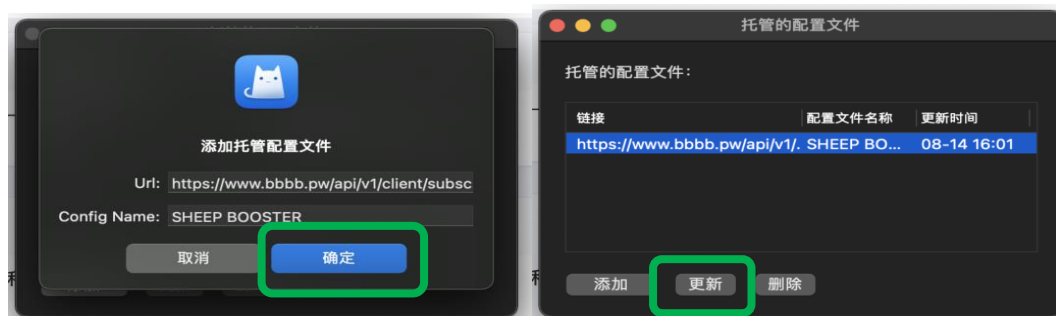 添加托管配置文件
Url: https://www.bbbb.pw/api/v1/client/subsc
Config Name: SHEEP BOOSTER
取消 确定
托管的配置文件
托管的配置文件：
链接 配置文件名称 更新时间
https://www.bbbb.pw/api/v1/. SHEEP BO... 08-14 16:01
添加 更新 删除